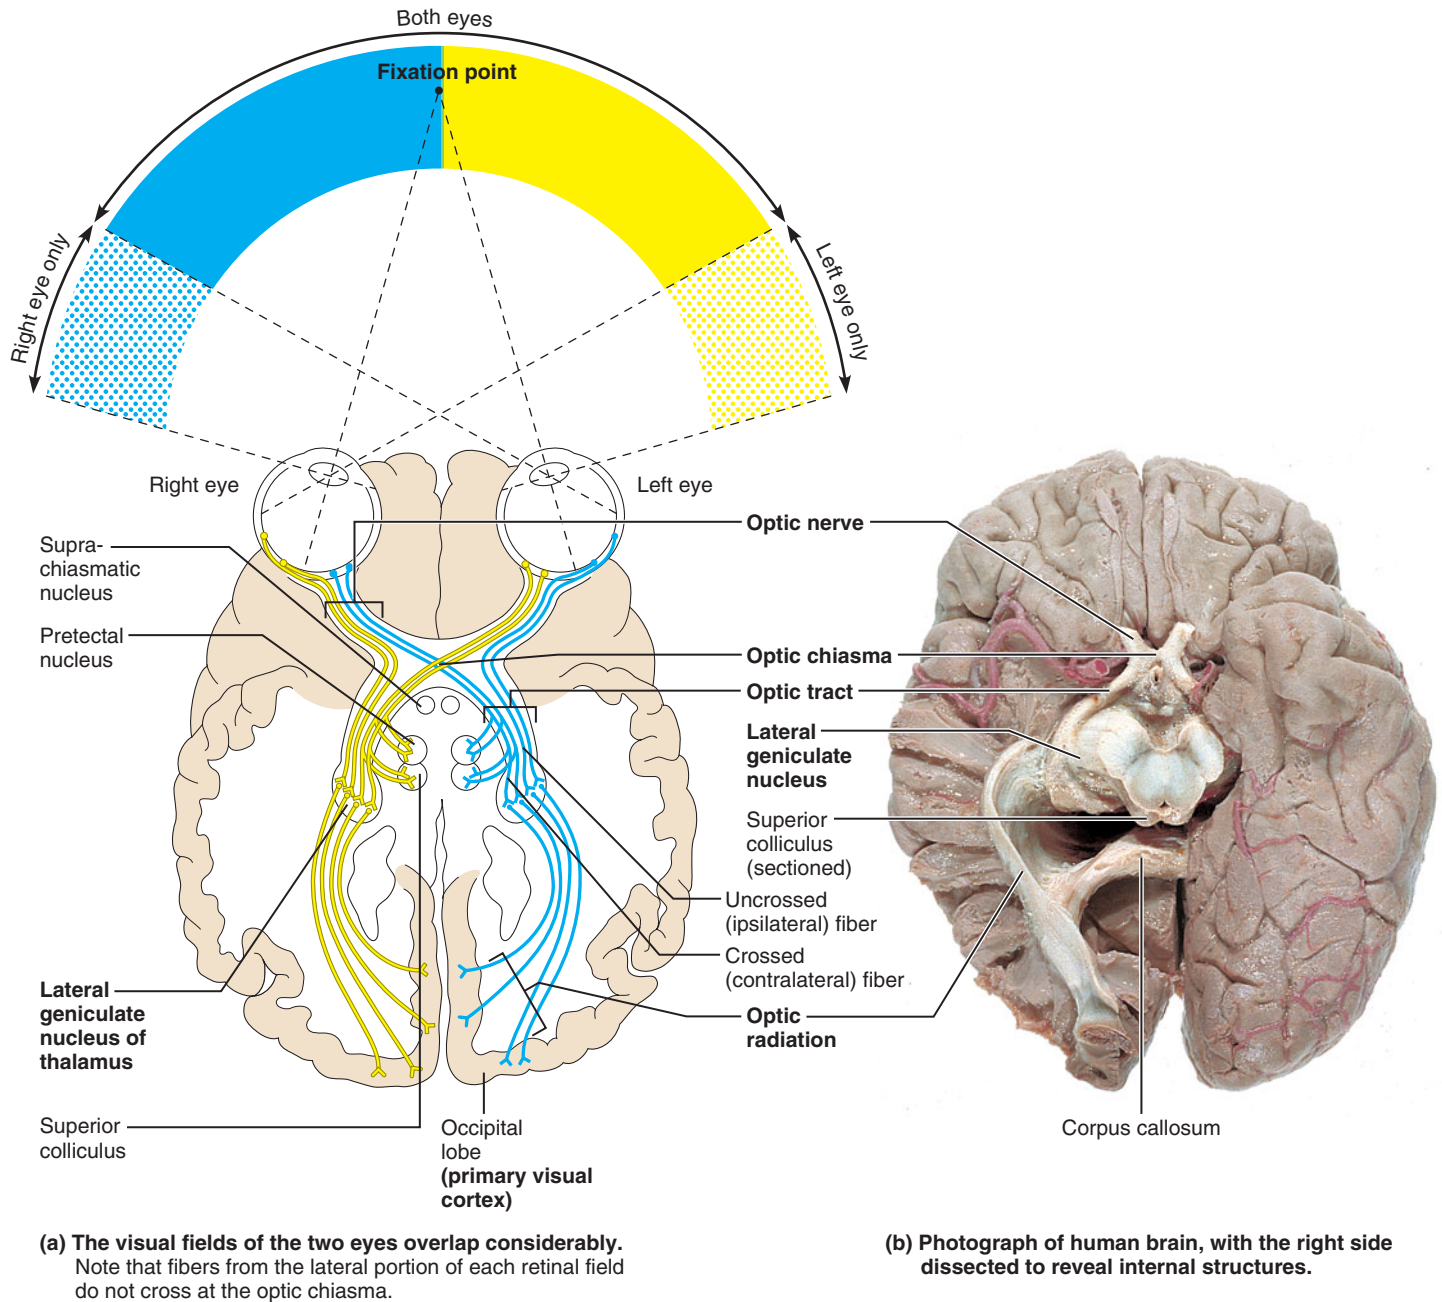 Both eyes
Fixation point
Right eye only
Left eye only
Right eye
Left eye
Supra-
chiasmatic
nucleus
Pretectal
nucleus
Lateral
geniculate
nucleus of
thalamus
Superior
colliculus
Occipital
lobe
(primary visual
cortex)
Optic nerve
Optic chiasma
Optic tract
Lateral
geniculate
nucleus
Superior
colliculus
(sectioned)
Uncrossed
(ipsilateral) fiber
Crossed
(contralateral) fiber
Optic
radiation
Corpus callosum
(a) The visual fields of the two eyes overlap considerably.
Note that fibers from the lateral portion of each retinal field
do not cross at the optic chiasma.
(b) Photograph of human brain, with the right side
dissected to reveal internal structures.